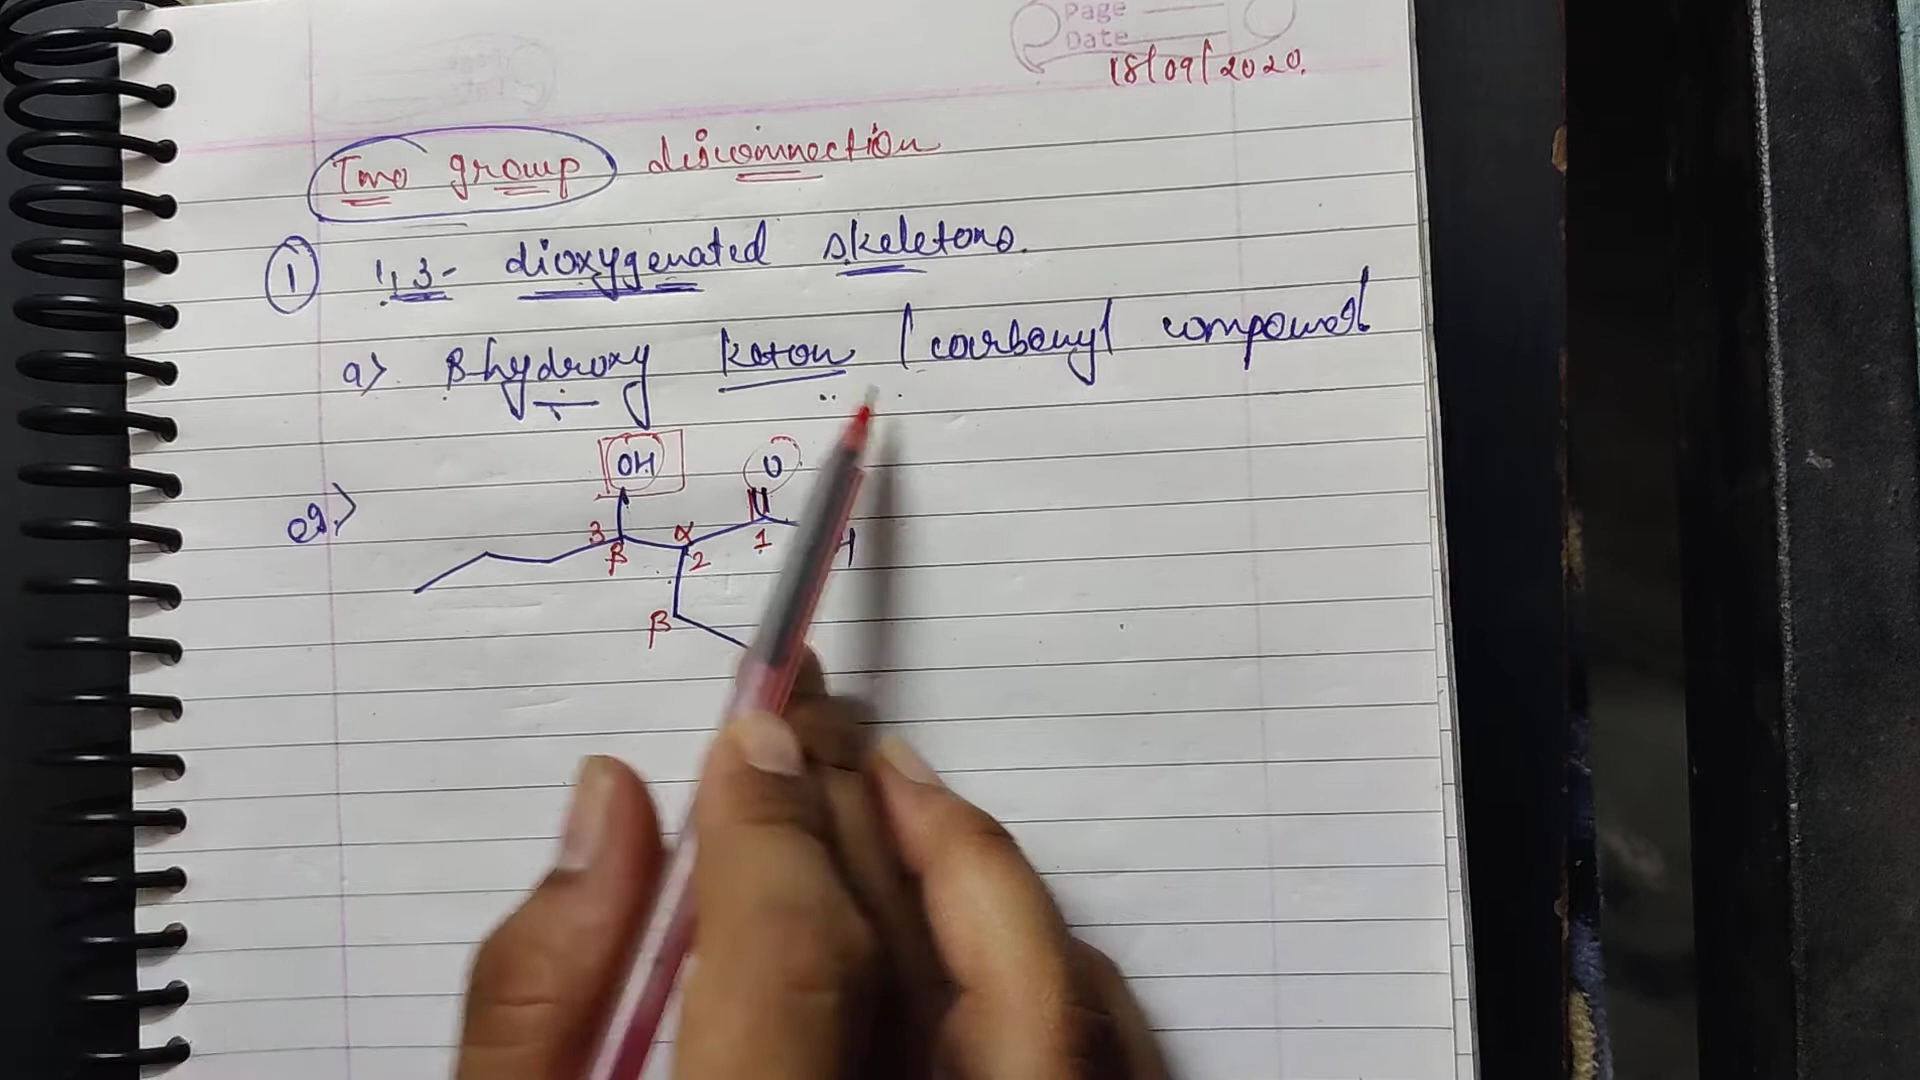 Page
Date
18/09/2020.
Two group disconnection
1 1,3- dioxygenated skeletons.
a> β hydroxy keton / carbonyl compound
eg.>
OH O
3 α 1 H
β 2
β